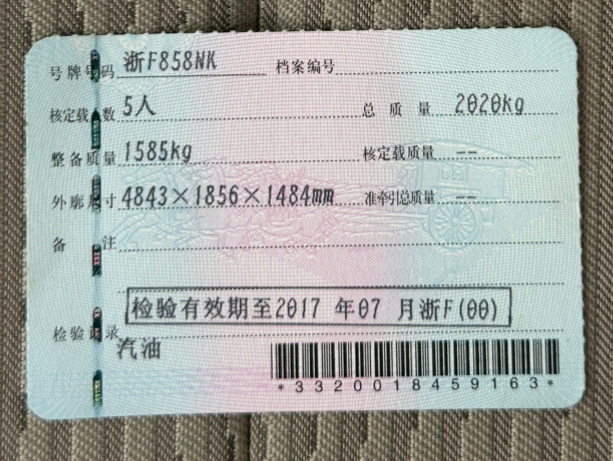 号牌号码 浙F858NK 档案编号
核定载人数 5人 总质量 2020kg
整备质量 1585kg 核定载质量 --
外廓尺寸 4843×1856×1484mm 准牵引总质量 --
备注
检验有效期至2017 年07 月浙F(00)
检验记录
汽油
*3320018459163*